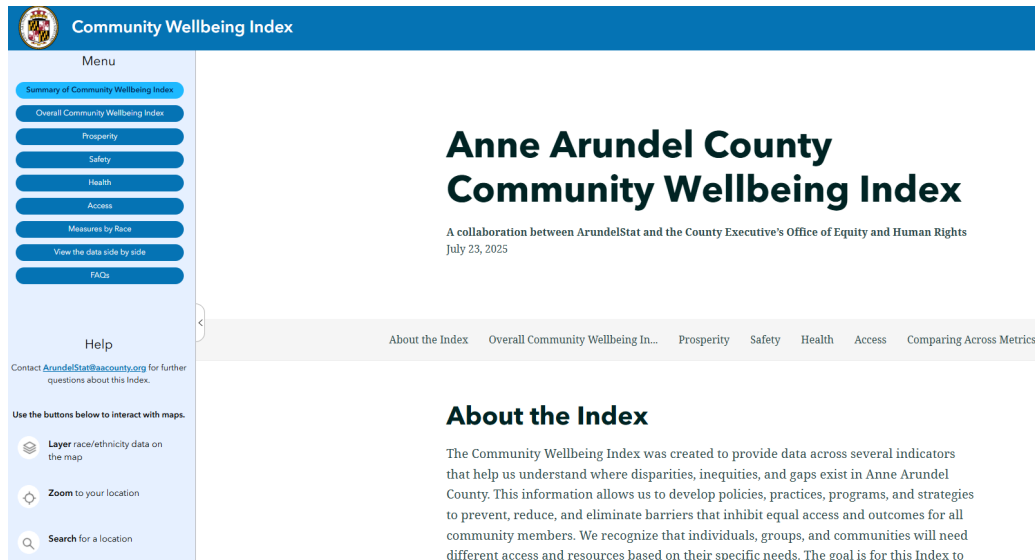 Community Wellbeing Index
Menu
Summary of Community Wellbeing Index
Overall Community Wellbeing Index
Prosperity
Safety
Health
Access
Measures by Race
View the data side by side
FAQs
Help
Contact ArundelStat@aacounty.org for further
questions about this Index.
Use the buttons below to interact with maps.
Layer race/ethnicity data on
the map
Zoom to your location
Search for a location
Anne Arundel County
Community Wellbeing Index
A collaboration between ArundelStat and the County Executive's Office of Equity and Human Rights
July 23, 2025
About the Index Overall Community Wellbeing In... Prosperity Safety Health Access Comparing Across Metrics
About the Index
The Community Wellbeing Index was created to provide data across several indicators
that help us understand where disparities, inequities, and gaps exist in Anne Arundel
County. This information allows us to develop policies, practices, programs, and strategies
to prevent, reduce, and eliminate barriers that inhibit equal access and outcomes for all
community members. We recognize that individuals, groups, and communities will need
different access and resources based on their specific needs. The goal is for this Index to